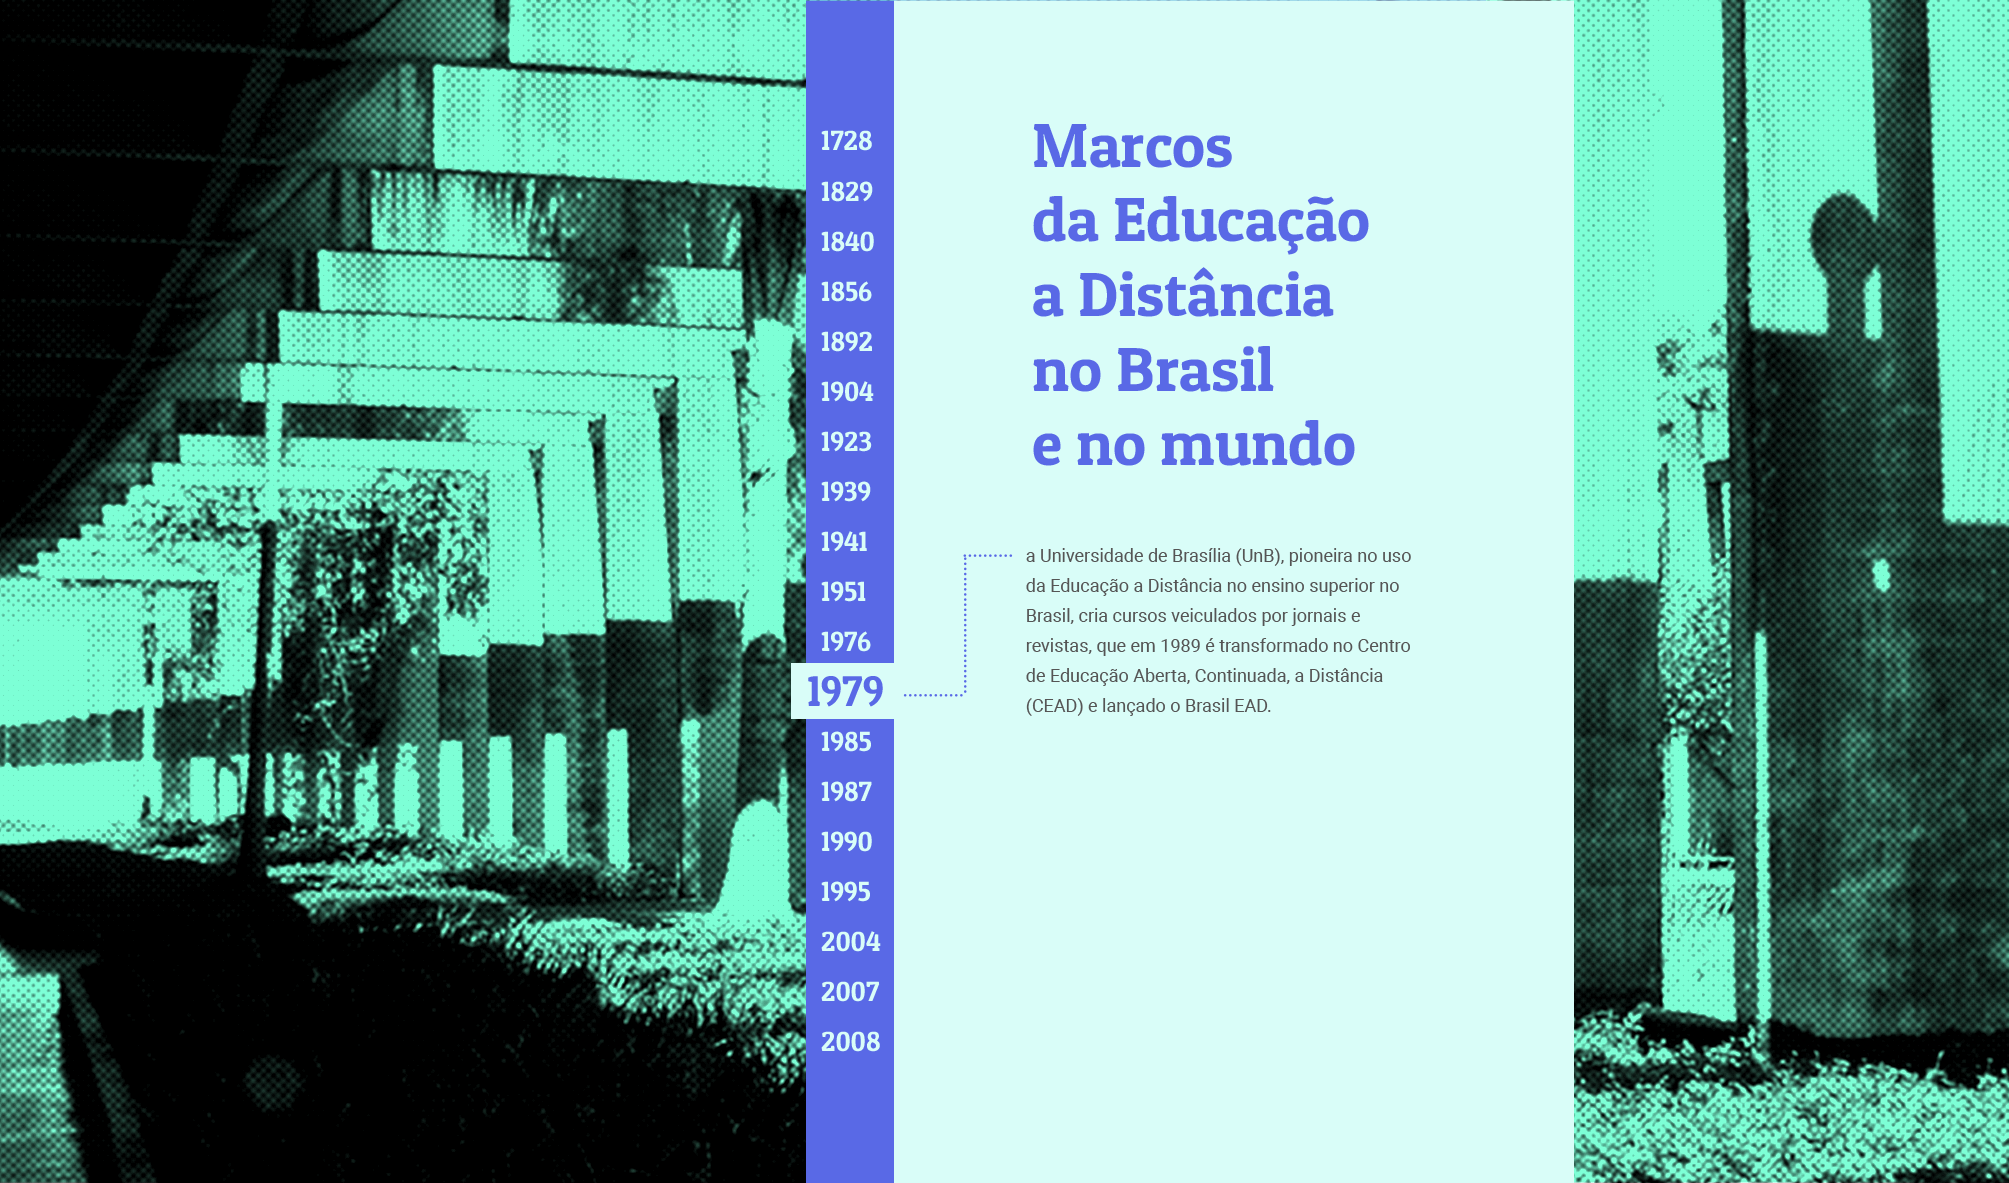 1728
1829
1840
1856
1892
1904
1923
1939
1941
1951
1976
1979
1985
1987
1990
1995
2004
2007
2008
Marcos
da Educação
a Distância
no Brasil
e no mundo
a Universidade de Brasília (UnB), pioneira no uso
da Educação a Distância no ensino superior no
Brasil, cria cursos veiculados por jornais e
revistas, que em 1989 é transformado no Centro
de Educação Aberta, Continuada, a Distância
(CEAD) e lançado o Brasil EAD.